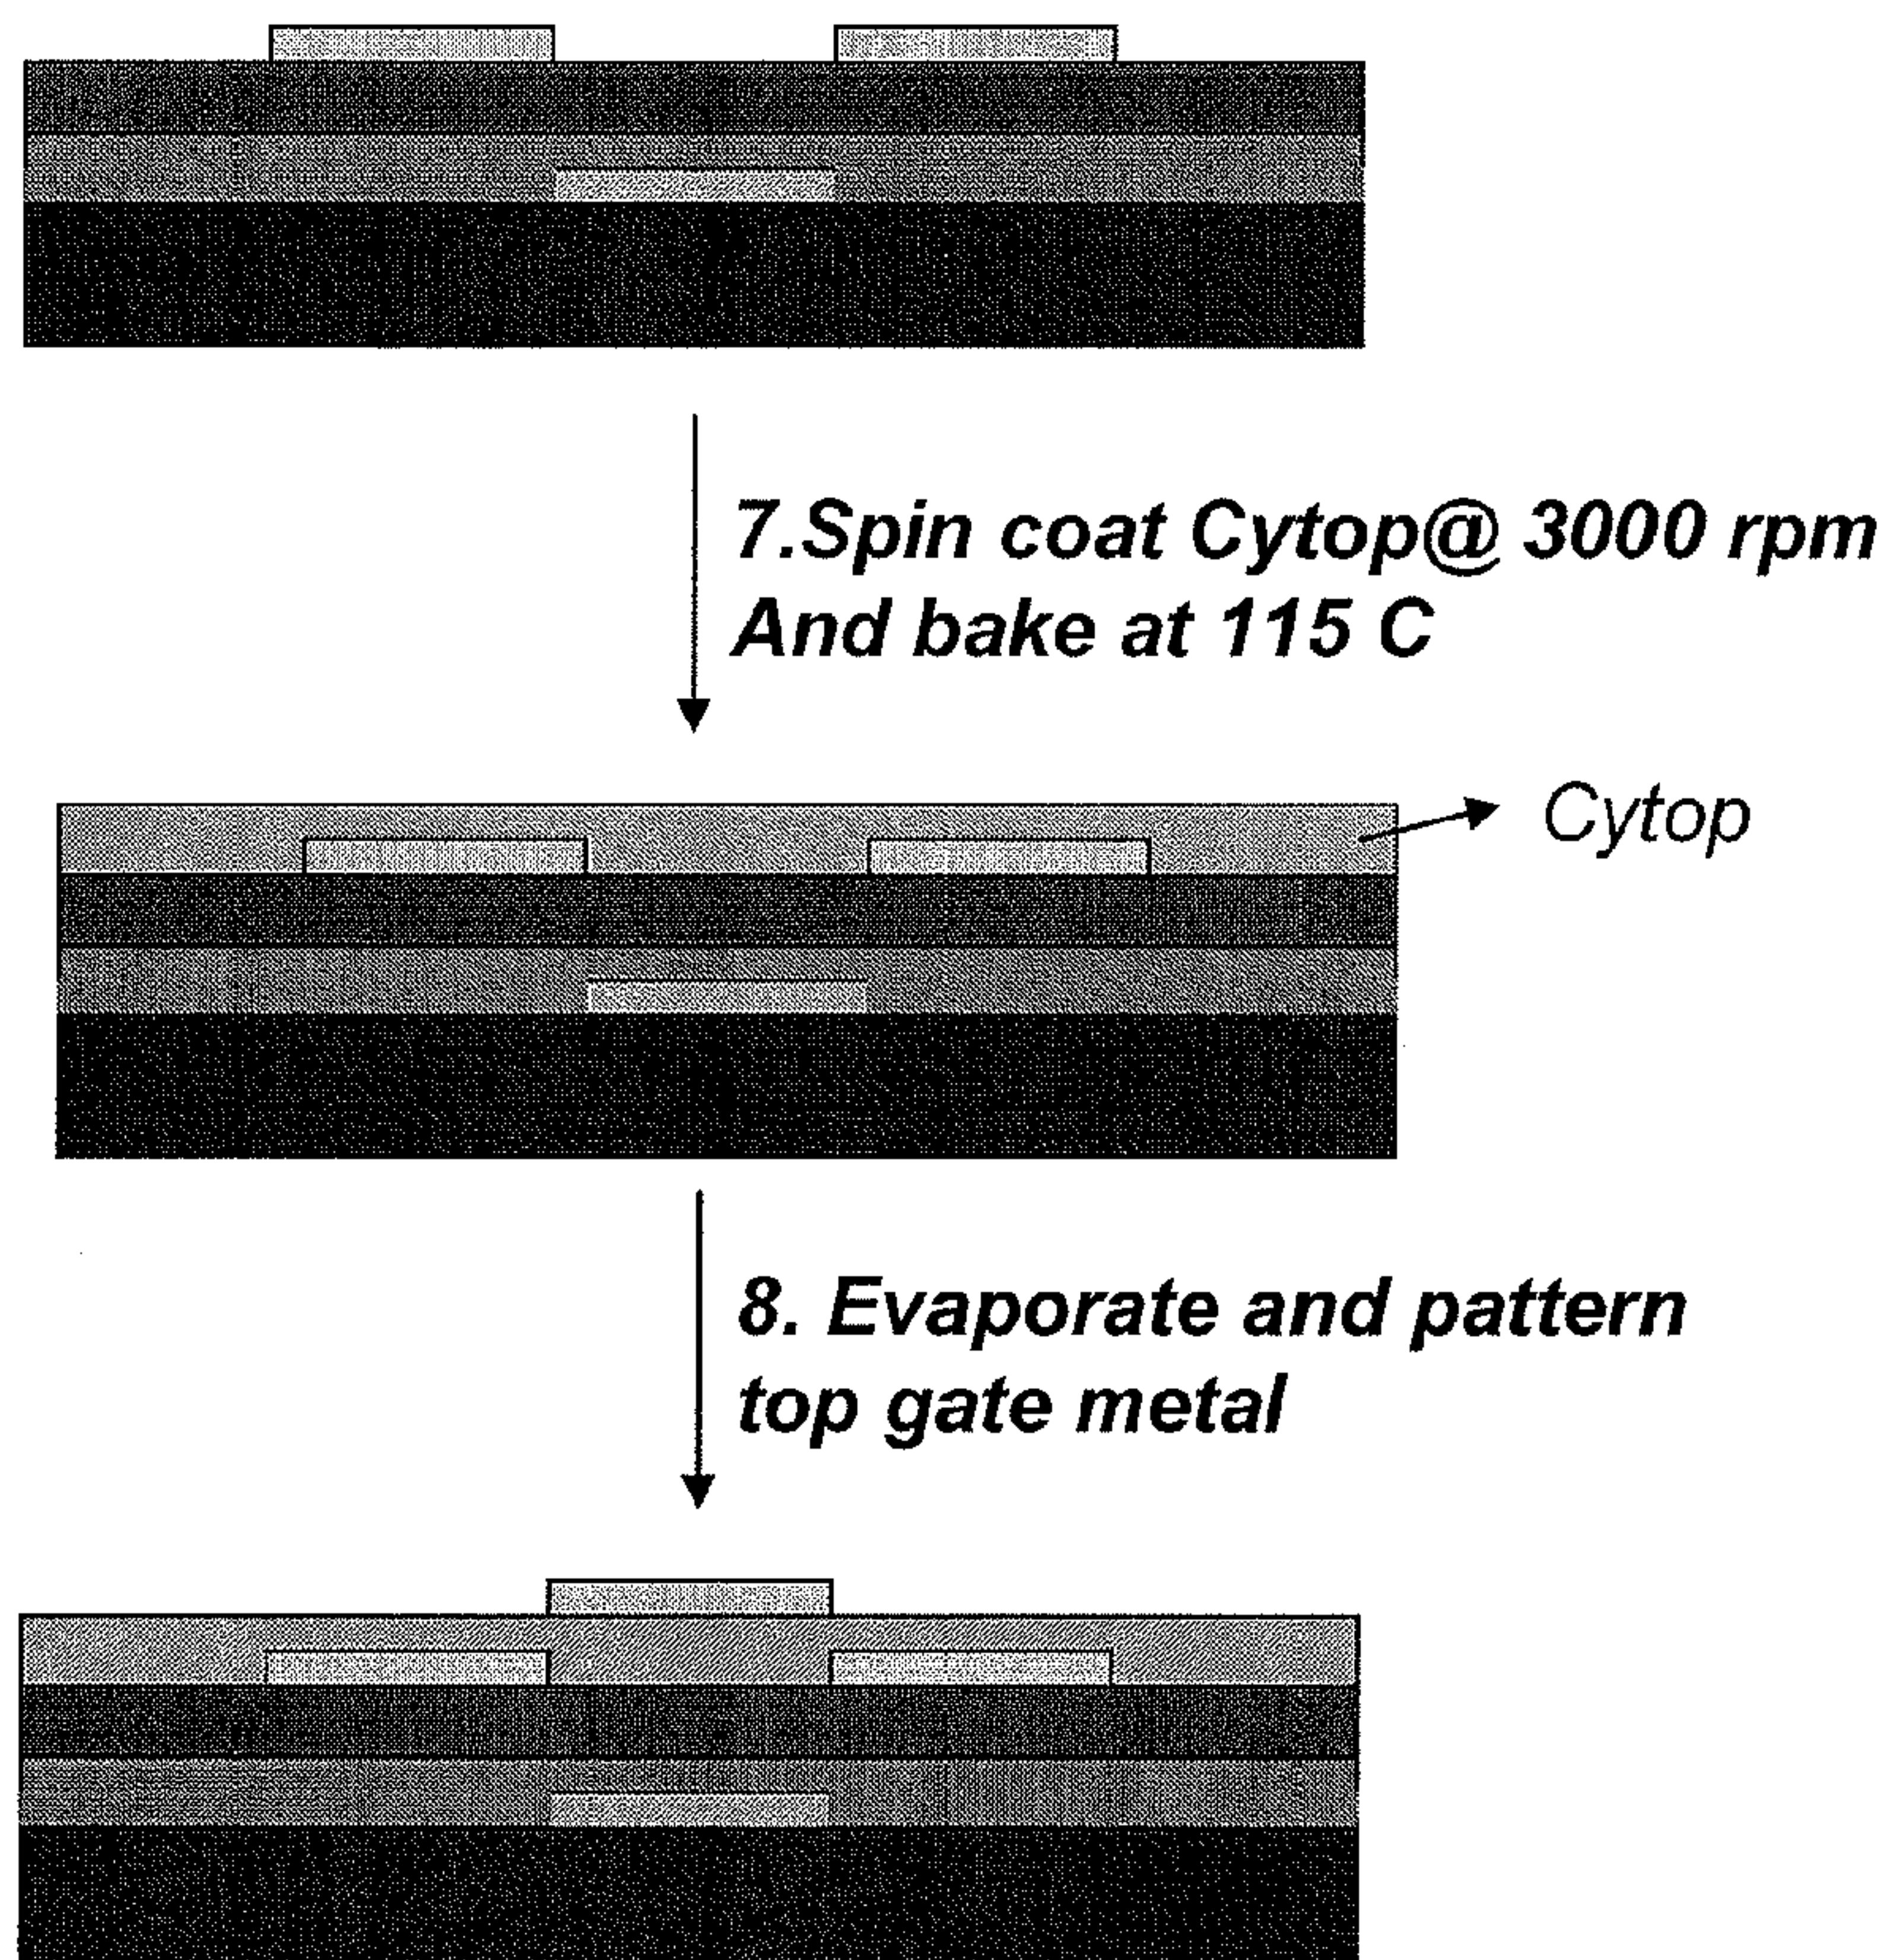 7.Spin coat Cytop@ 3000 rpm
And bake at 115 C
Cytop
8. Evaporate and pattern
top gate metal